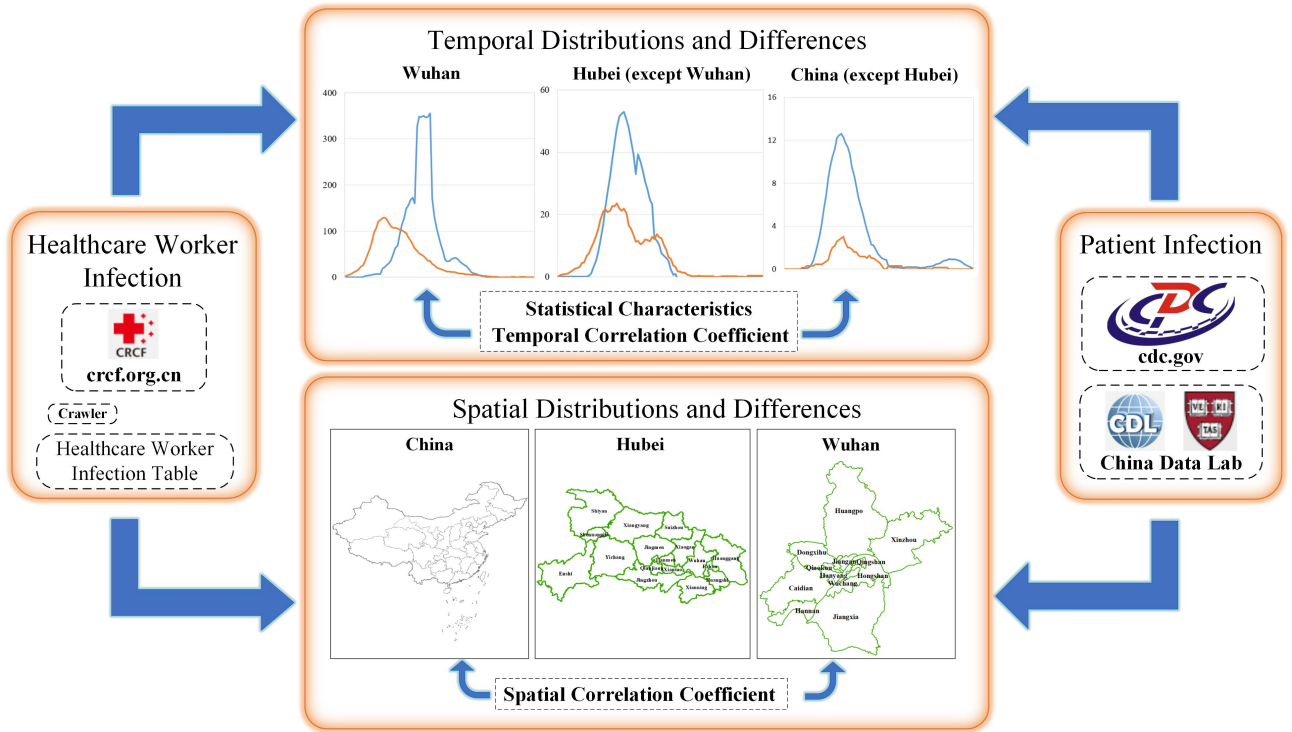 Temporal Distributions and Differences
Wuhan
Hubei (except Wuhan)
China (except Hubei)
400
300
200
100
0
60
40
20
0
16
12
8
4
0
Statistical Characteristics
Temporal Correlation Coefficient
Healthcare Worker
Infection
CRCF
crcf.org.cn
Crawler
Healthcare Worker
Infection Table
Patient Infection
CDC
cdc.gov
CDL
VE RI
TAS
China Data Lab
Spatial Distributions and Differences
China
Hubei
Shiyan
Xiangyang
Suizhou
Jingmen
Xiaogan
Yichang
Wuhan
Huanggang
Enshi
Jingzhou
Xianning
Wuhan
Huangpo
Xinzhou
Dongxihu
Jiangan
Qingshan
Qiaokou
Hanyang
Hongshan
Wuchang
Caidian
Hannan
Jiangxia
Spatial Correlation Coefficient